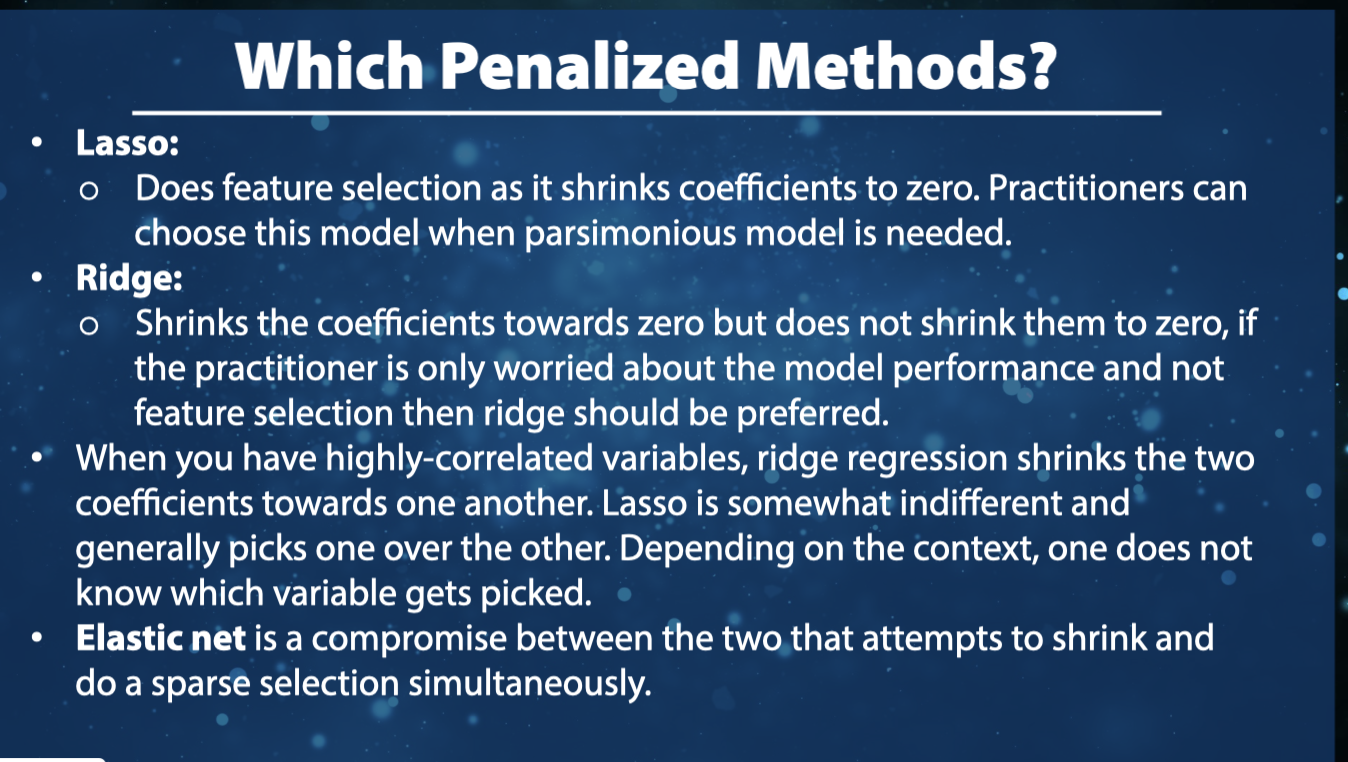 Which Penalized Methods?
• Lasso:
○ Does feature selection as it shrinks coefficients to zero. Practitioners can
choose this model when parsimonious model is needed.
• Ridge:
○ Shrinks the coefficients towards zero but does not shrink them to zero, if
the practitioner is only worried about the model performance and not
feature selection then ridge should be preferred.
• When you have highly-correlated variables, ridge regression shrinks the two
coefficients towards one another. Lasso is somewhat indifferent and
generally picks one over the other. Depending on the context, one does not
know which variable gets picked.
• Elastic net is a compromise between the two that attempts to shrink and
do a sparse selection simultaneously.